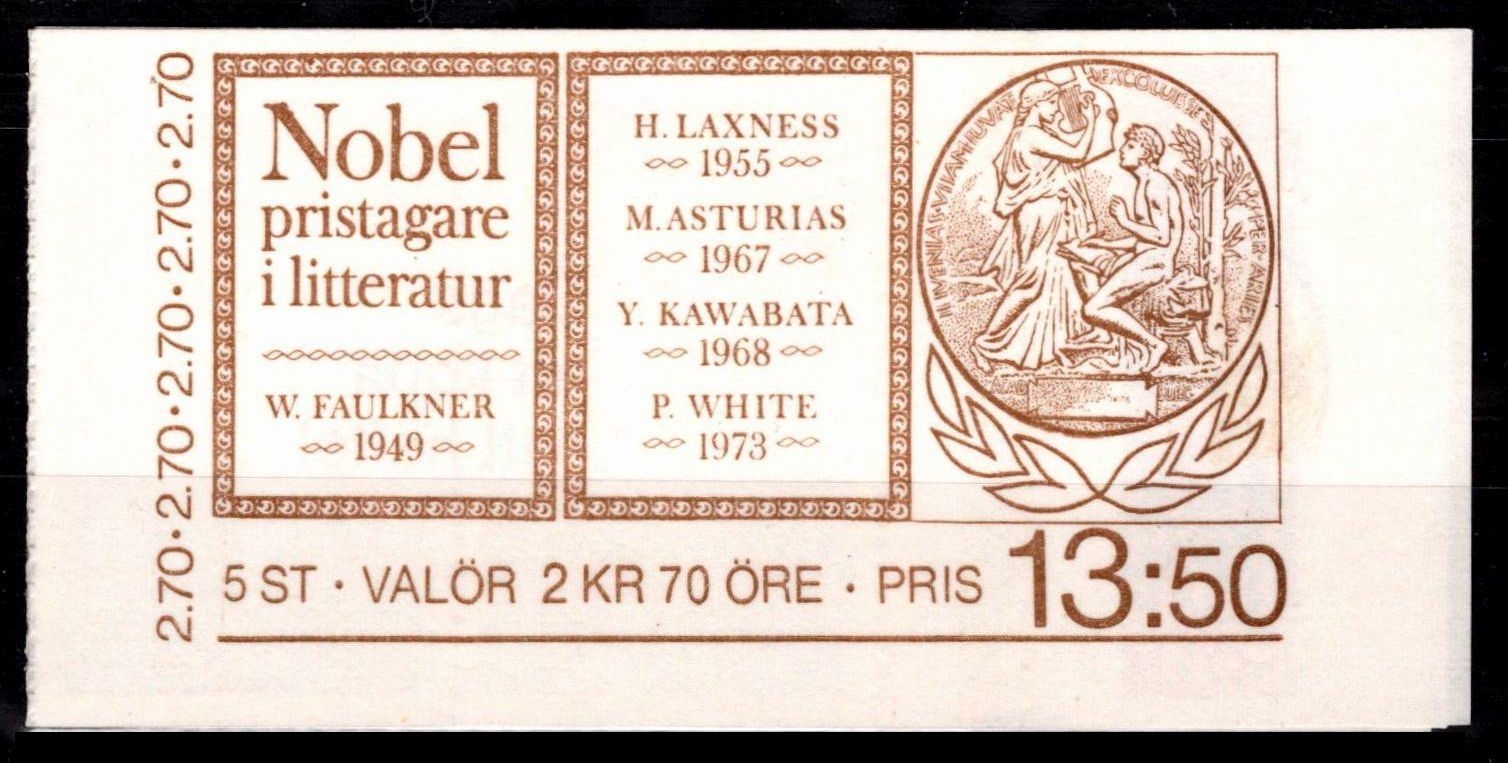 2.70·2.70·2.70·2.70·2.70
Nobel
pristagare
i litteratur
W. FAULKNER
1949
H. LAXNESS
1955
M. ASTURIAS
1967
Y. KAWABATA
1968
P. WHITE
1973
5 ST · VALÖR 2 KR 70 ÖRE · PRIS 13:50